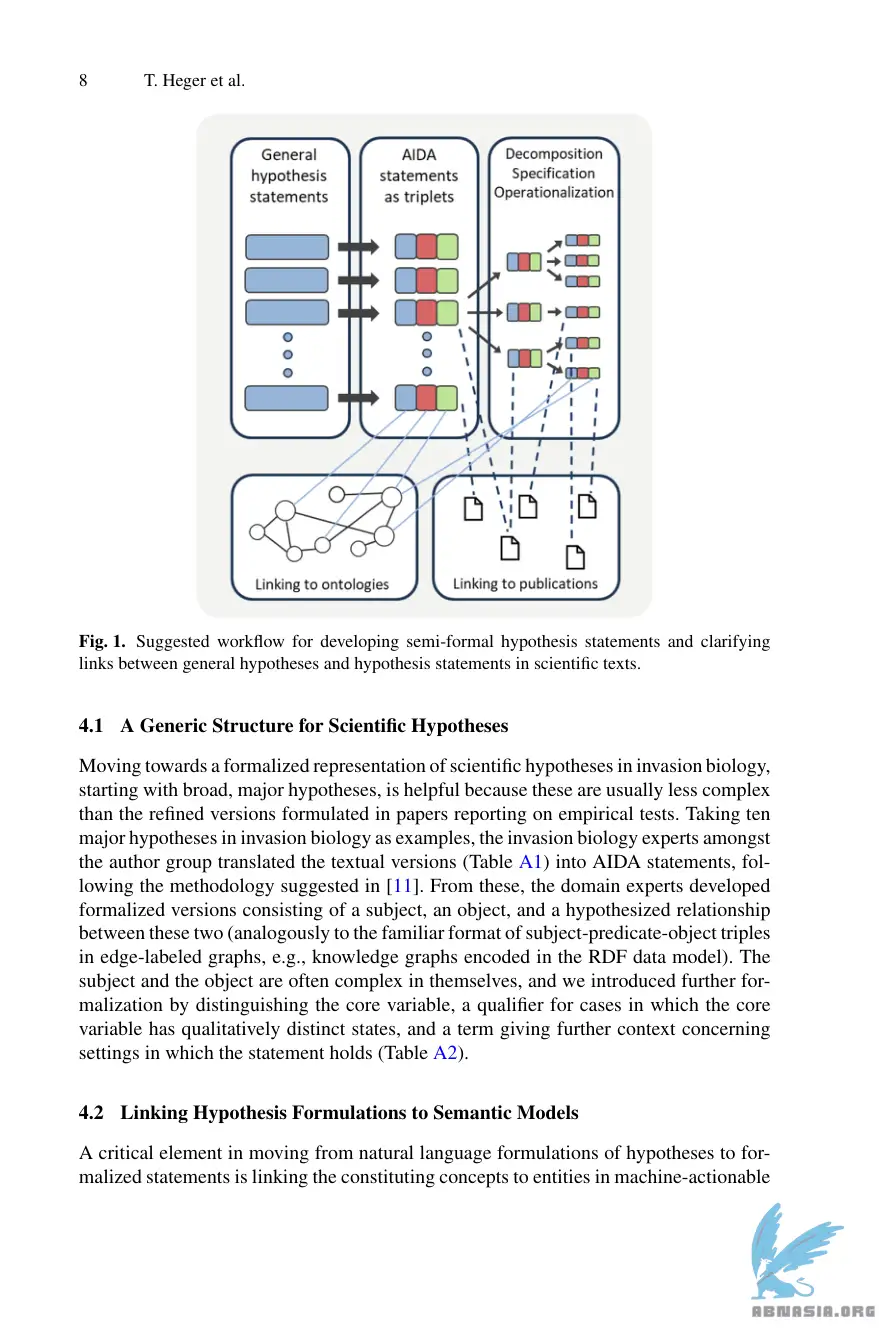 8 T. Heger et al.
General
hypothesis
statements
AIDA
statements
as triplets
Decomposition
Specification
Operationalization
Linking to ontologies
Linking to publications
Fig. 1. Suggested workflow for developing semi-formal hypothesis statements and clarifying
links between general hypotheses and hypothesis statements in scientific texts.
4.1 A Generic Structure for Scientific Hypotheses
Moving towards a formalized representation of scientific hypotheses in invasion biology,
starting with broad, major hypotheses, is helpful because these are usually less complex
than the refined versions formulated in papers reporting on empirical tests. Taking ten
major hypotheses in invasion biology as examples, the invasion biology experts amongst
the author group translated the textual versions (Table A1) into AIDA statements, fol-
lowing the methodology suggested in [11]. From these, the domain experts developed
formalized versions consisting of a subject, an object, and a hypothesized relationship
between these two (analogously to the familiar format of subject-predicate-object triples
in edge-labeled graphs, e.g., knowledge graphs encoded in the RDF data model). The
subject and the object are often complex in themselves, and we introduced further for-
malization by distinguishing the core variable, a qualifier for cases in which the core
variable has qualitatively distinct states, and a term giving further context concerning
settings in which the statement holds (Table A2).
4.2 Linking Hypothesis Formulations to Semantic Models
A critical element in moving from natural language formulations of hypotheses to for-
malized statements is linking the constituting concepts to entities in machine-actionable
ABNASIA.ORG